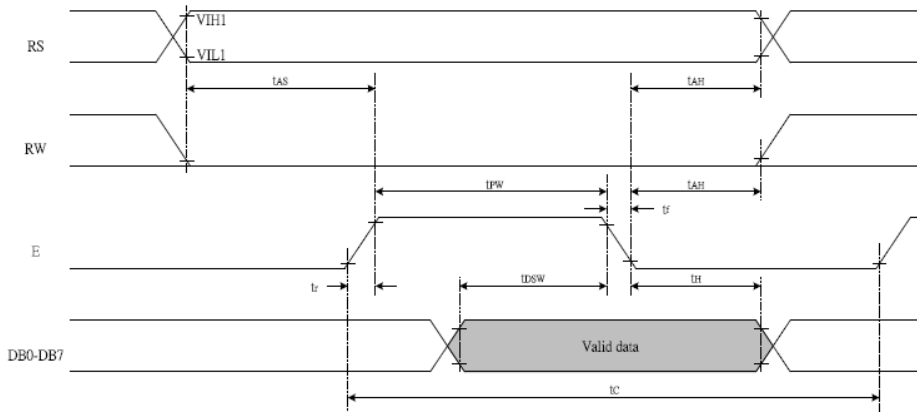 RS
VIH1
VIL1
tAS
tAH
RW
tPW
tAH
tf
E
tr
tDSW
tH
DB0-DB7
Valid data
tC